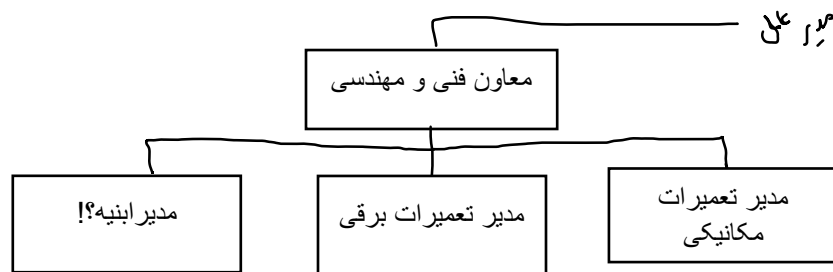 مدیر عامل
معاون فنی و مهندسی
مدیر تعمیرات
مکانیکی
مدیر تعمیرات برقی
مدیرابنیه؟!